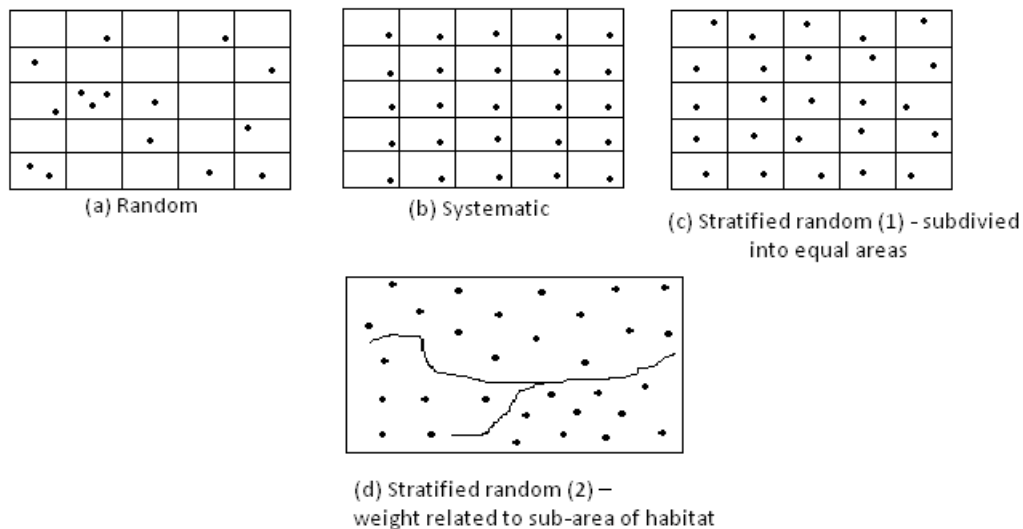 (a) Random
(b) Systematic
(c) Stratified random (1) - subdivied
into equal areas
(d) Stratified random (2) –
weight related to sub-area of habitat